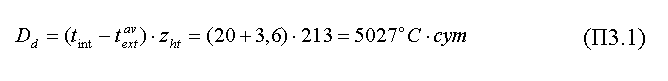 D_d = (t_int − t_ext^av) · z_ht = (20 + 3,6) · 213 = 5027°C · сут (П3.1)